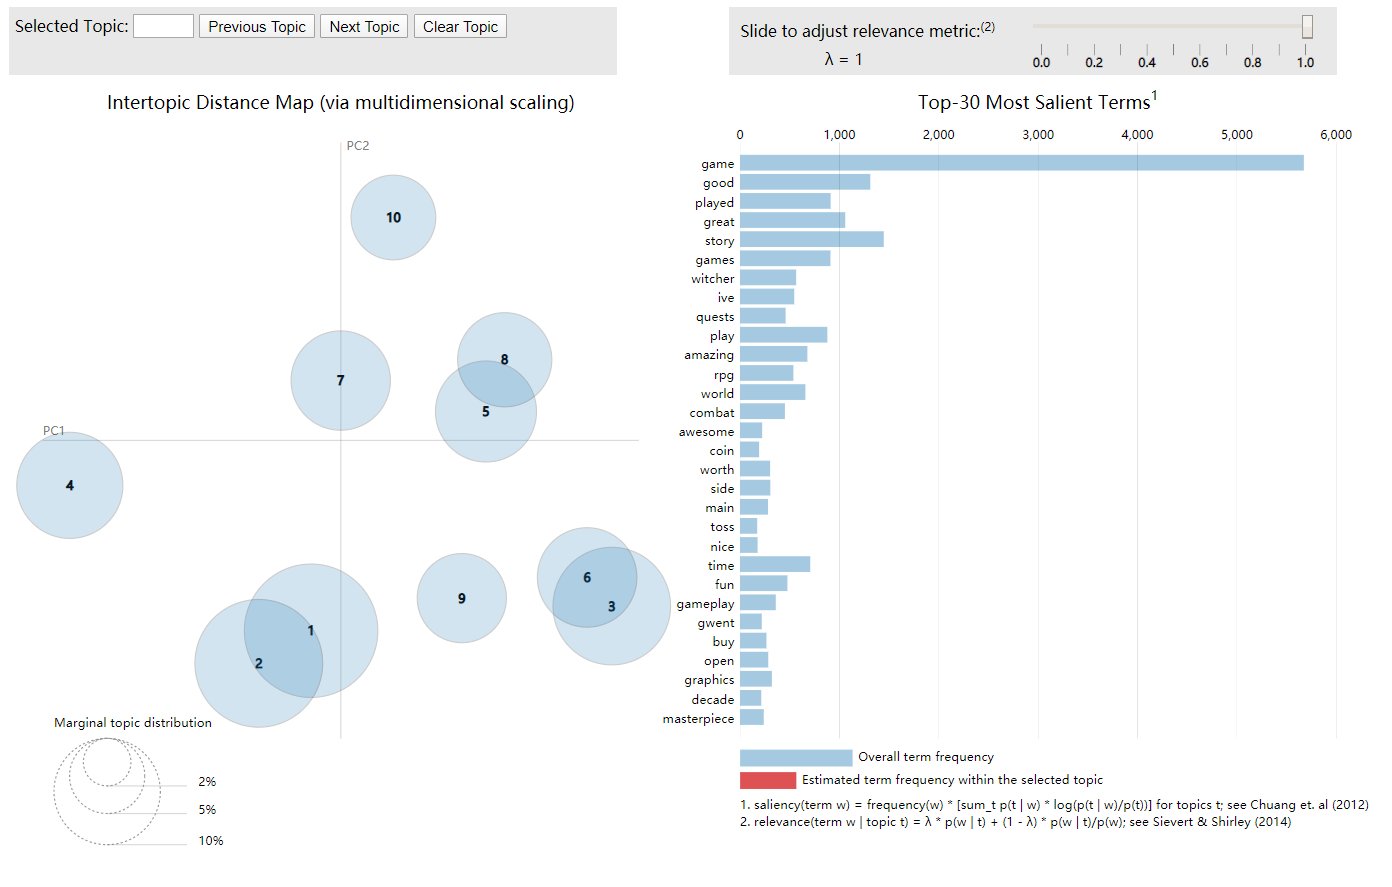 Selected Topic: Previous Topic Next Topic Clear Topic
Slide to adjust relevance metric:(2)
λ = 1
0.0 0.2 0.4 0.6 0.8 1.0
Intertopic Distance Map (via multidimensional scaling)
PC2
PC1
10
8
7
5
4
6
9
3
1
2
Marginal topic distribution
2%
5%
10%
Top-30 Most Salient Terms1
0 1,000 2,000 3,000 4,000 5,000 6,000
game
good
played
great
story
games
witcher
ive
quests
play
amazing
rpg
world
combat
awesome
coin
worth
side
main
toss
nice
time
fun
gameplay
gwent
buy
open
graphics
decade
masterpiece
Overall term frequency
Estimated term frequency within the selected topic
1. saliency(term w) = frequency(w) * [sum_t p(t | w) * log(p(t | w)/p(t))] for topics t; see Chuang et. al (2012)
2. relevance(term w | topic t) = λ * p(w | t) + (1 - λ) * p(w | t)/p(w); see Sievert & Shirley (2014)